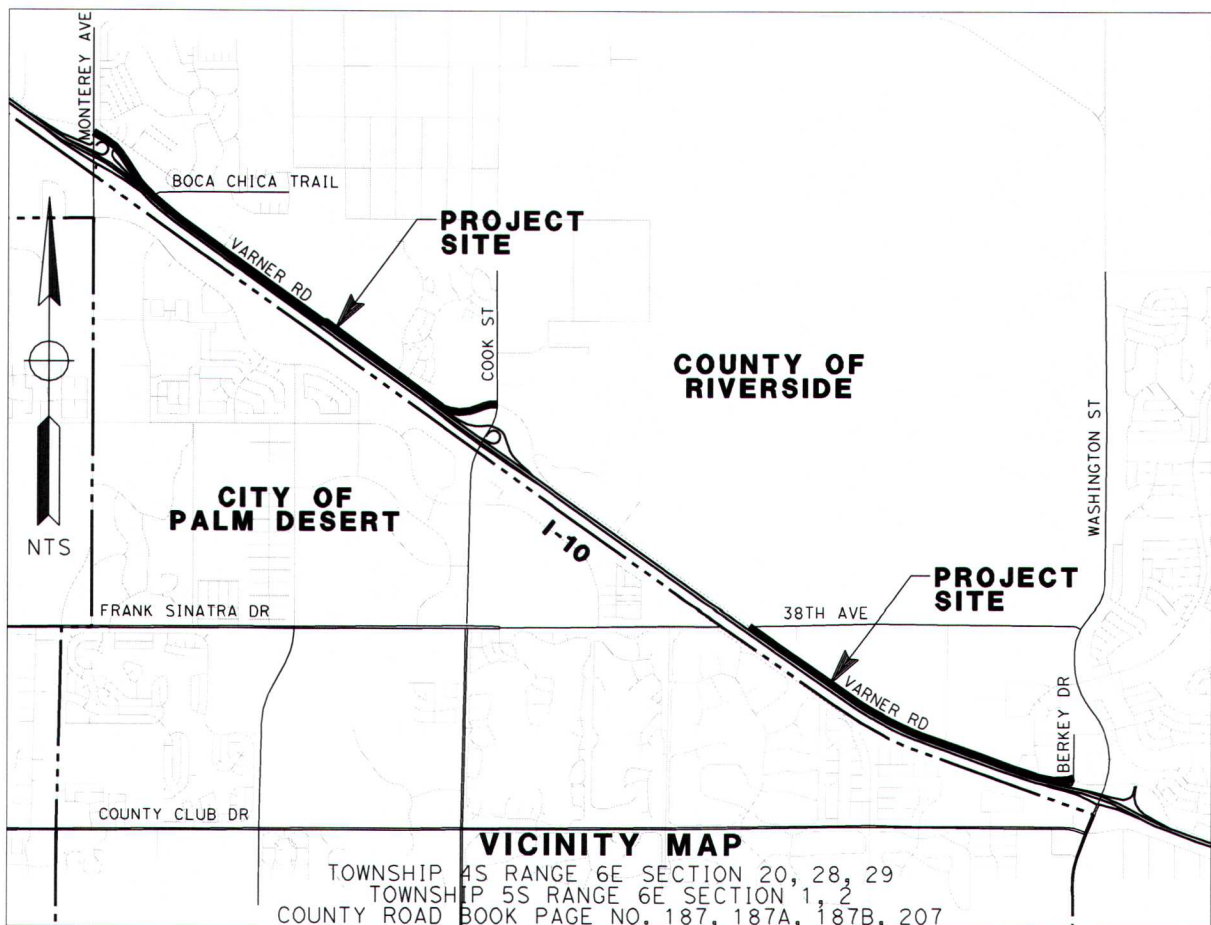 MONTEREY AVE
BOCA CHICA TRAIL
PROJECT
SITE
VARNER RD
COOK ST
COUNTY OF
RIVERSIDE
WASHINGTON ST
CITY OF
PALM DESERT
NTS
I-10
PROJECT
SITE
FRANK SINATRA DR
38TH AVE
VARNER RD
BERKEY DR
COUNTY CLUB DR
VICINITY MAP
TOWNSHIP 4S RANGE 6E SECTION 20, 28, 29
TOWNSHIP 5S RANGE 6E SECTION 1, 2
COUNTY ROAD BOOK PAGE NO. 187, 187A, 187B, 207